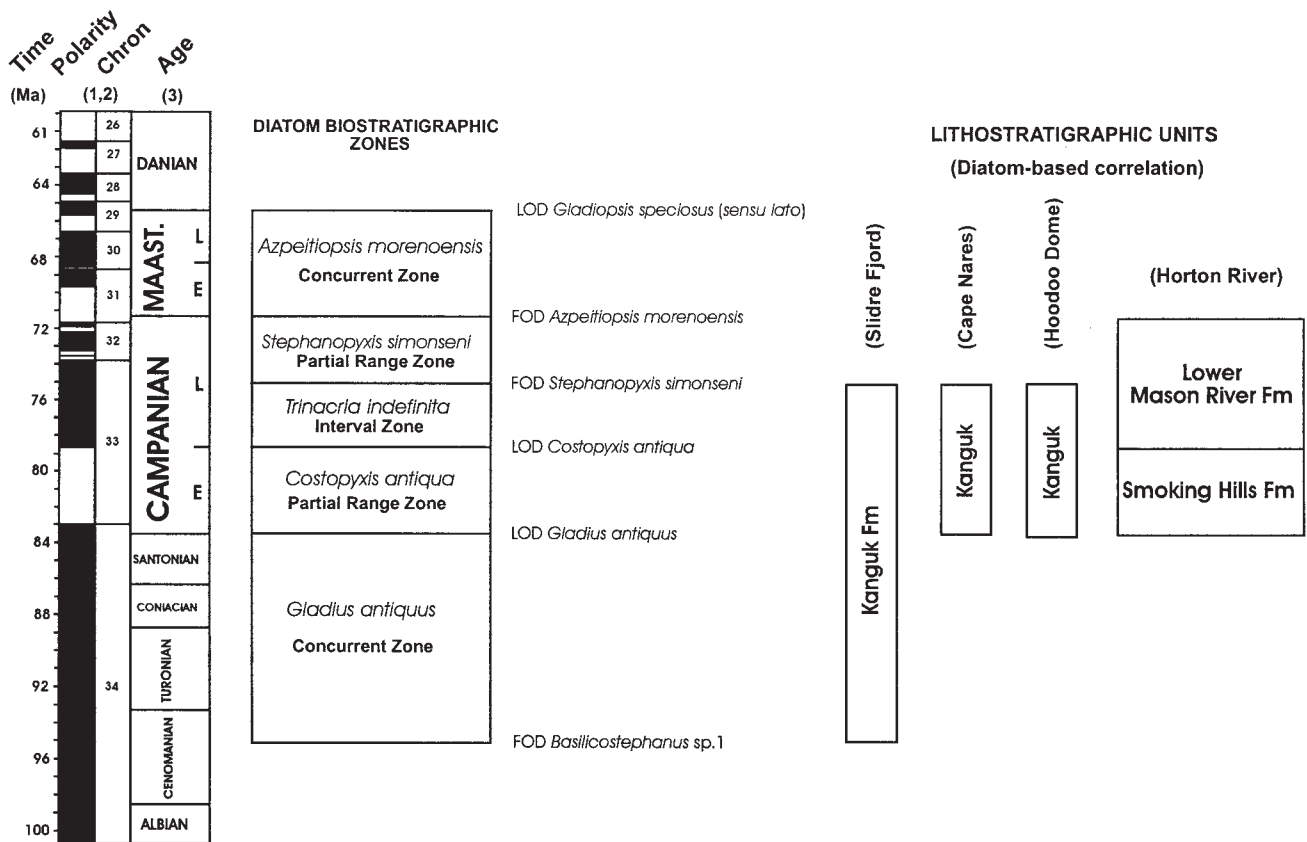 Time
Polarity
Chron
Age
(Ma)
(1,2)
(3)
61
64
68
72
76
80
84
88
92
96
100
26
27
28
29
30
31
32
33
34
DANIAN
MAAST.
L
E
CAMPANIAN
L
E
SANTONIAN
CONIACIAN
TURONIAN
CENOMANIAN
ALBIAN
DIATOM BIOSTRATIGRAPHIC
ZONES
Azpeitiopsis morenoensis
Concurrent Zone
Stephanopyxis simonseni
Partial Range Zone
Trinacria indefinita
Interval Zone
Costopyxis antiqua
Partial Range Zone
Gladius antiquus
Concurrent Zone
LOD Gladiopsis speciosus (sensu lato)
FOD Azpeitiopsis morenoensis
FOD Stephanopyxis simonseni
LOD Costopyxis antiqua
LOD Gladius antiquus
FOD Basilicostephanus sp.1
LITHOSTRATIGRAPHIC UNITS
(Diatom-based correlation)
(Slidre Fjord)
(Cape Nares)
(Hoodoo Dome)
(Horton River)
Kanguk Fm
Kanguk
Kanguk
Lower
Mason River Fm
Smoking Hills Fm